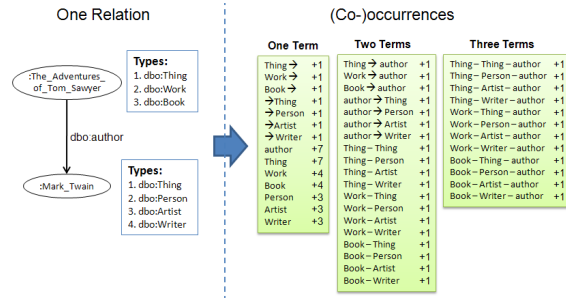 One Relation
(Co-)occurrences
:The_Adventures_
of_Tom_Sawyer
Types:
1. dbo:Thing
2. dbo:Work
3. dbo:Book
dbo:author
:Mark_Twain
Types:
1. dbo:Thing
2. dbo:Person
3. dbo:Artist
4. dbo:Writer
One Term
Thing → +1
Work → +1
Book → +1
→Thing +1
→Person +1
→Artist +1
→Writer +1
author +7
Thing +7
Work +4
Book +4
Person +3
Artist +3
Writer +3
Two Terms
Thing → author +1
Work → author +1
Book → author +1
author → Thing +1
author → Person +1
author → Artist +1
author → Writer +1
Thing – Thing +1
Thing – Person +1
Thing – Artist +1
Thing – Writer +1
Work – Thing +1
Work – Person +1
Work – Artist +1
Work – Writer +1
Book – Thing +1
Book – Person +1
Book – Artist +1
Book – Writer +1
Three Terms
Thing – Thing – author +1
Thing – Person – author +1
Thing – Artist – author +1
Thing – Writer – author +1
Work – Thing – author +1
Work – Person – author +1
Work – Artist – author +1
Work – Writer – author +1
Book – Thing – author +1
Book – Person – author +1
Book – Artist – author +1
Book – Writer – author +1